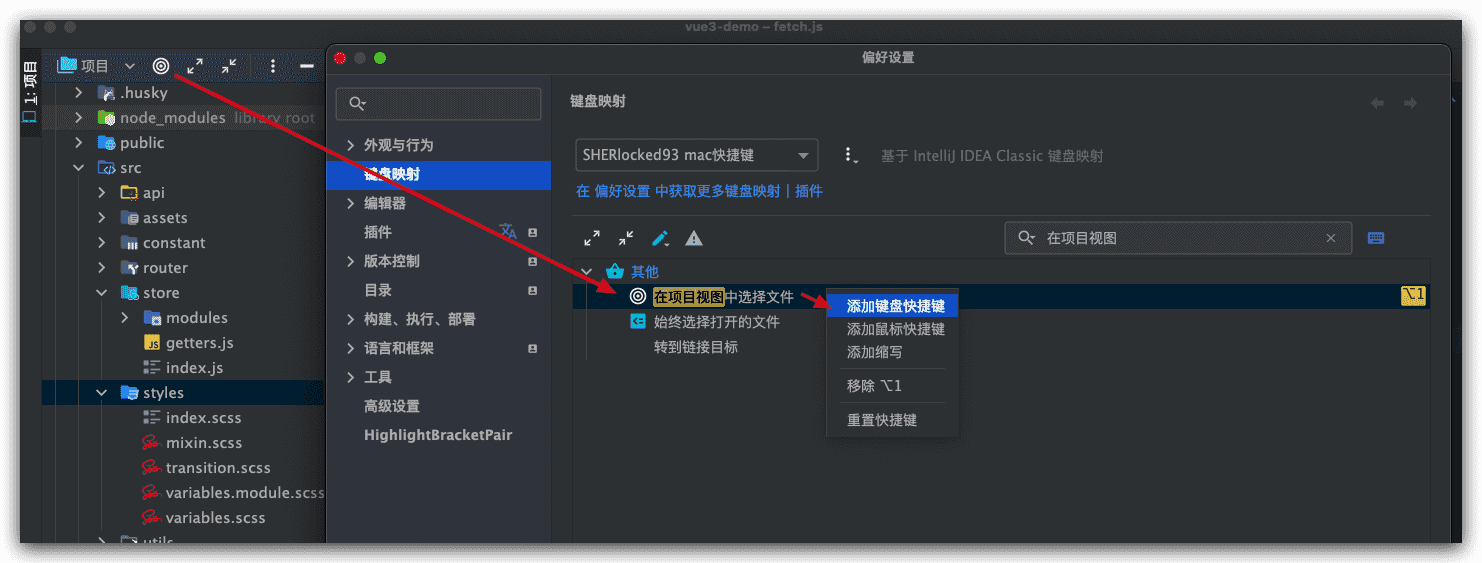 vue3-demo – fetch.js
1: 项目
项目
.husky
node_modules library root
public
src
api
assets
constant
router
store
modules
getters.js
index.js
styles
index.scss
mixin.scss
transition.scss
variables.module.scss
variables.scss
utils
偏好设置
外观与行为
键盘映射
编辑器
插件
版本控制
目录
构建、执行、部署
语言和框架
工具
高级设置
HighlightBracketPair
键盘映射
SHERlocked93 mac快捷键
基于 IntelliJ IDEA Classic 键盘映射
在 偏好设置 中获取更多键盘映射 | 插件
在项目视图
其他
在项目视图中选择文件
⌥1
始终选择打开的文件
转到链接目标
添加键盘快捷键
添加鼠标快捷键
添加缩写
移除 ⌥1
重置快捷键